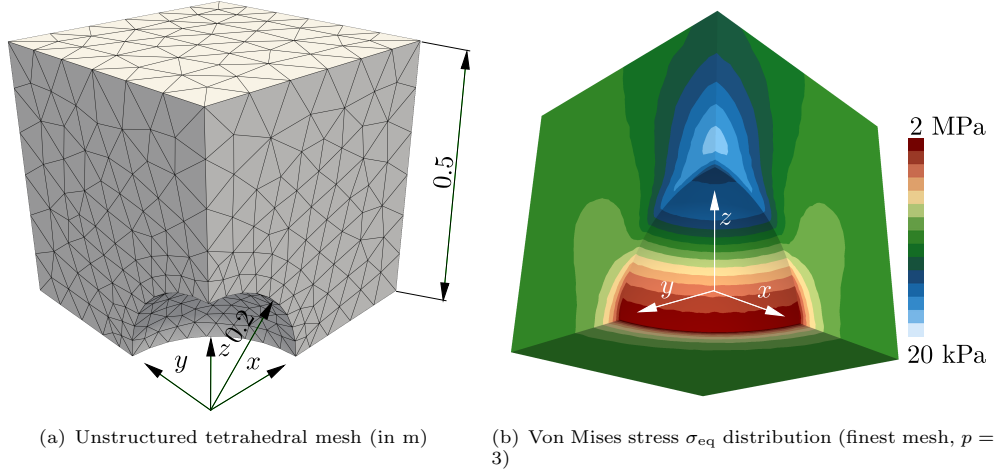 0.5
0.2
z
y
x
(a) Unstructured tetrahedral mesh (in m)
2 MPa
z
y
x
20 kPa
(b) Von Mises stress σeq distribution (finest mesh, p =
3)